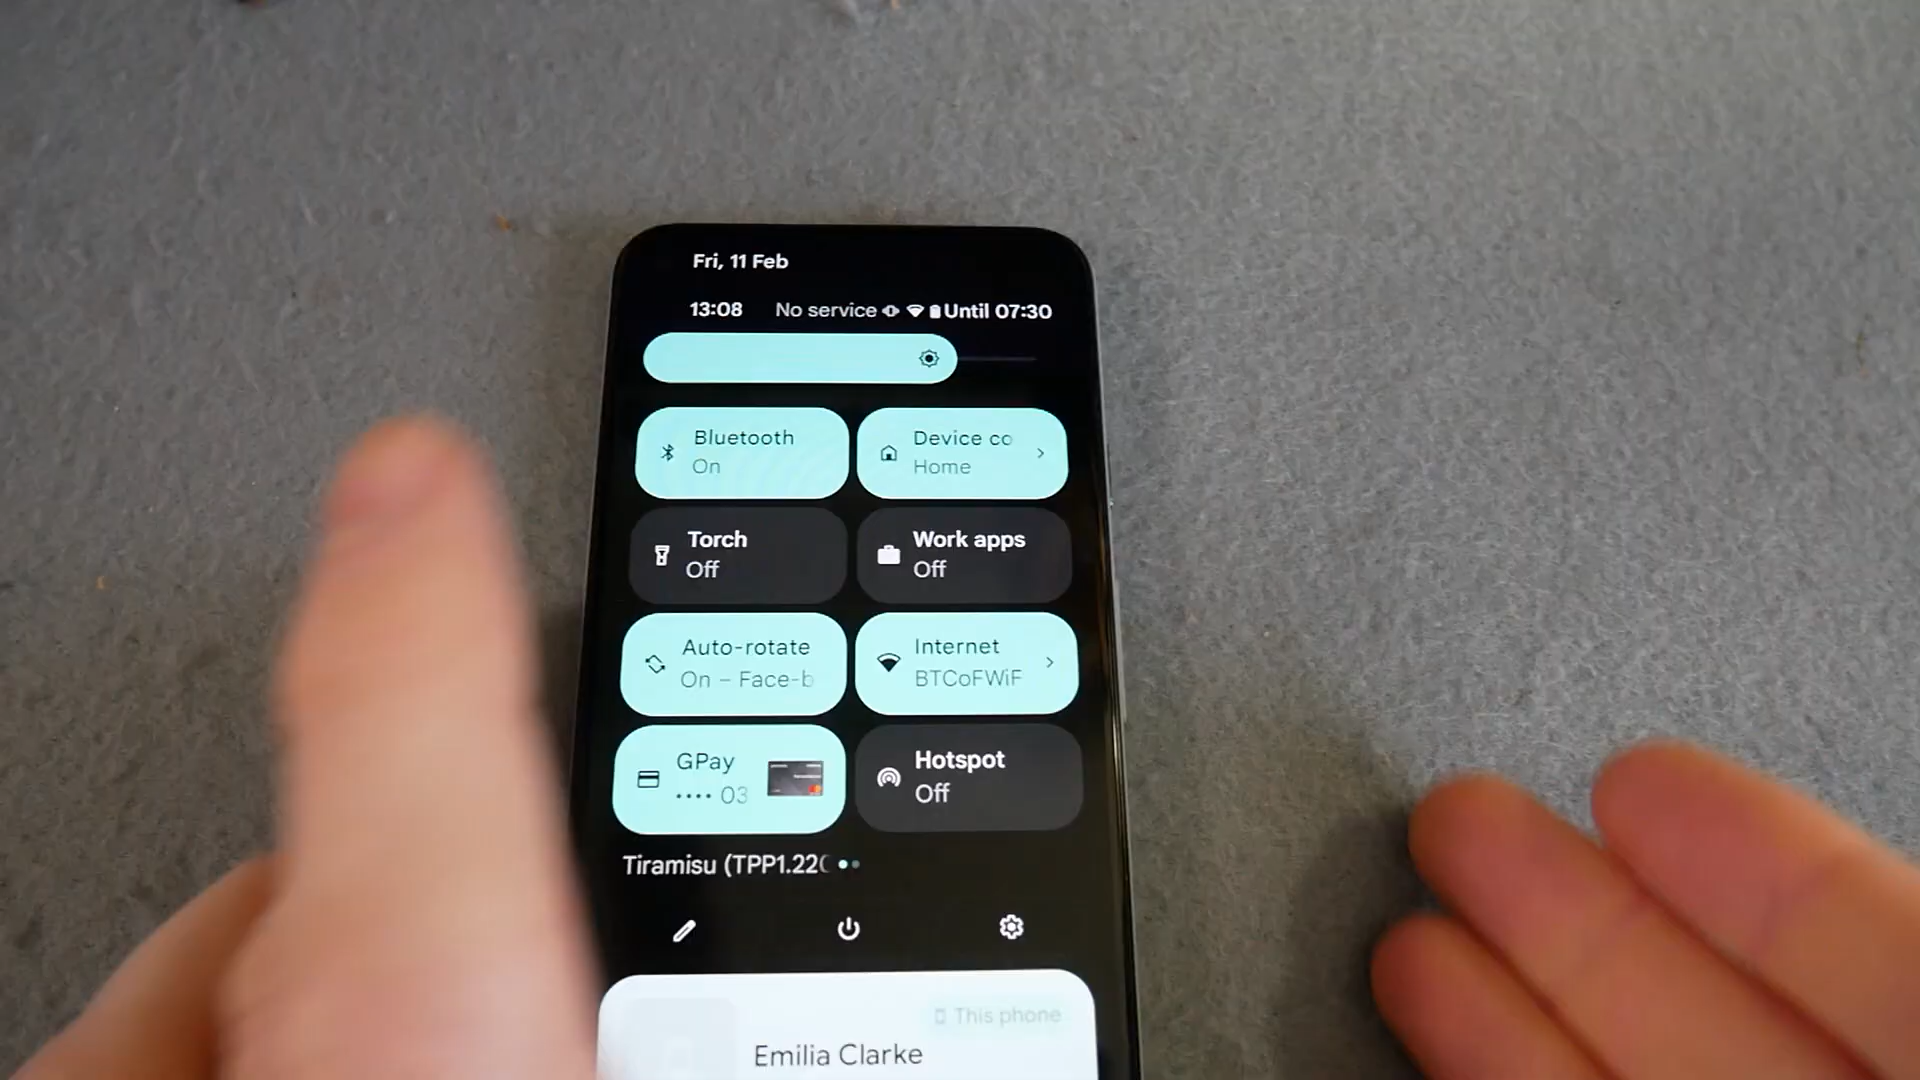 Fri, 11 Feb
13:08 No service Until 07:30
Bluetooth
On
Device co
Home
Torch
Off
Work apps
Off
Auto-rotate
On – Face-b
Internet
BTCoFWiF
GPay
•••• 03
Hotspot
Off
Tiramisu (TPP1.220
This phone
Emilia Clarke